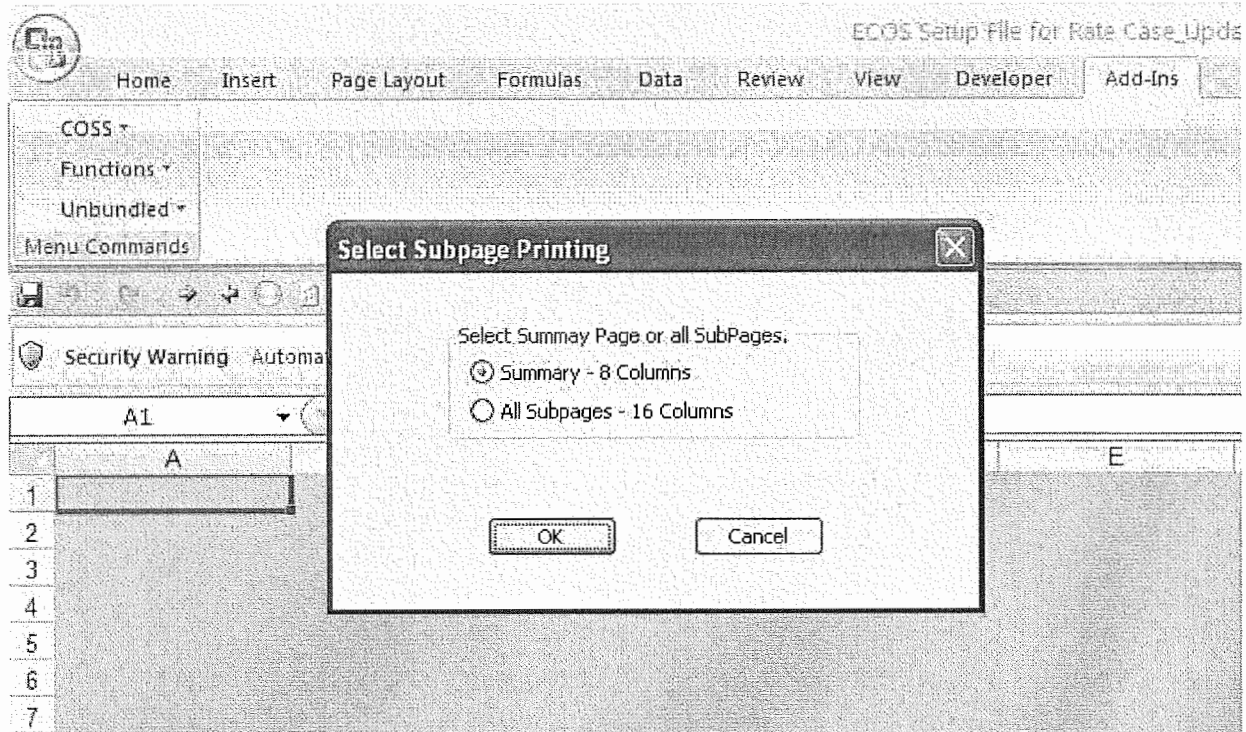 ECOS Setup File for Rate Case_Upda
Home Insert Page Layout Formulas Data Review View Developer Add-Ins
COSS
Functions
Unbundled
Menu Commands
Select Subpage Printing
Security Warning Automa
Select Summay Page or all SubPages.
Summary - 8 Columns
All Subpages - 16 Columns
A1
A E
1
2
OK Cancel
3
4
5
6
7